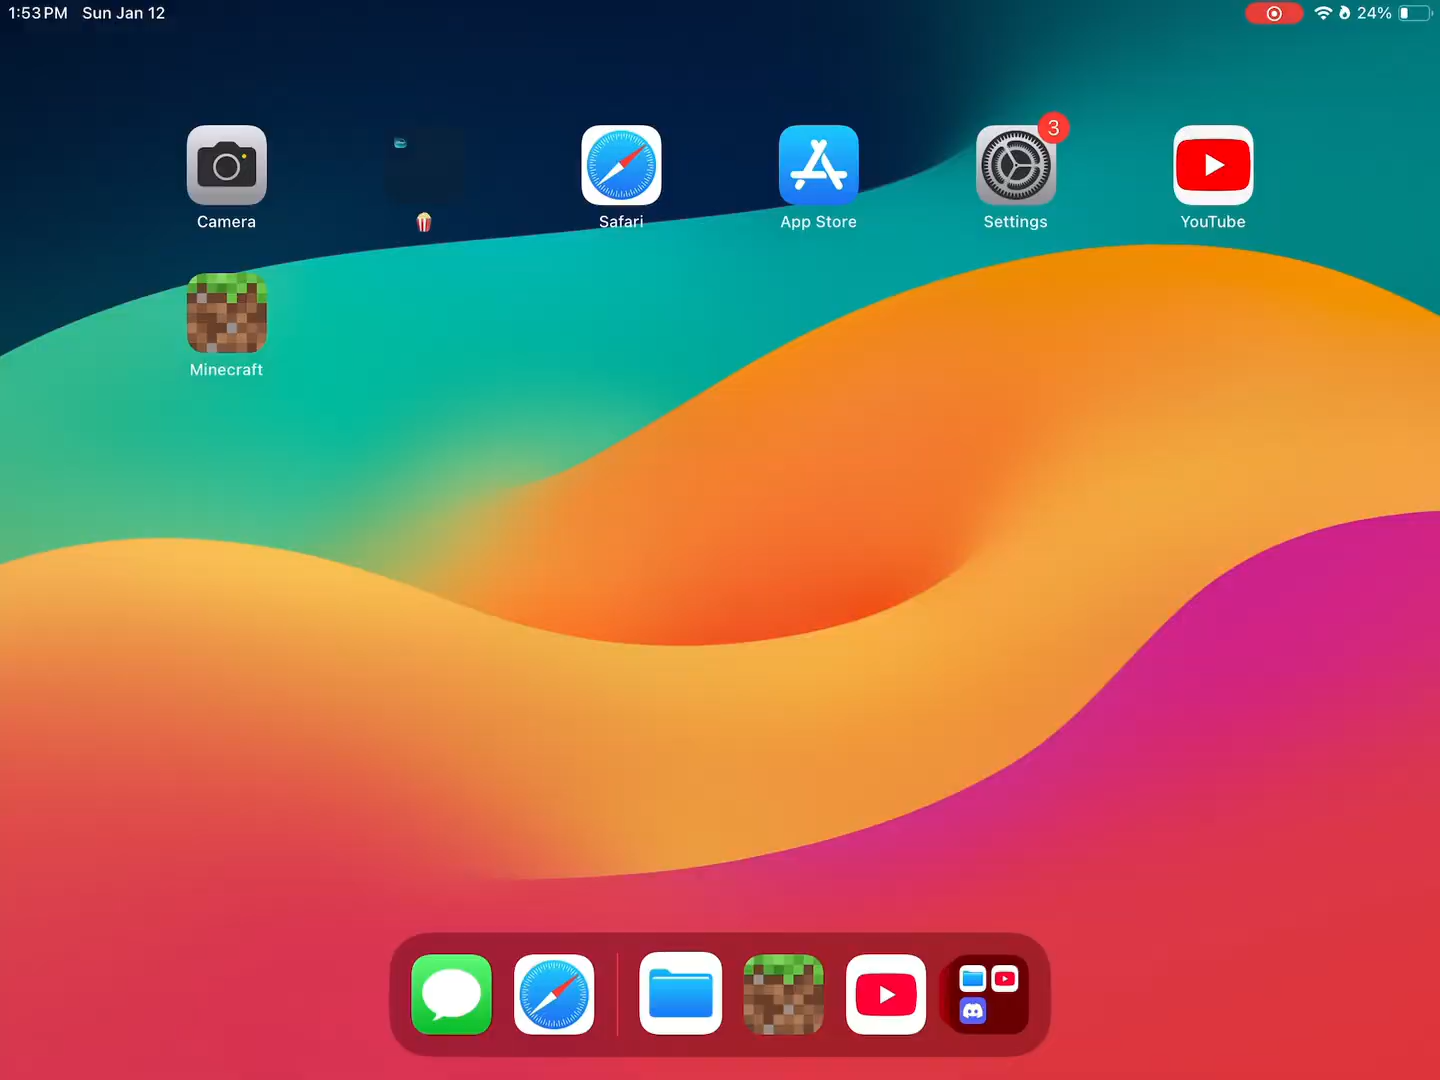 1:53 PM Sun Jan 12
24%
3
Camera
🍿
Safari
App Store
Settings
YouTube
Minecraft